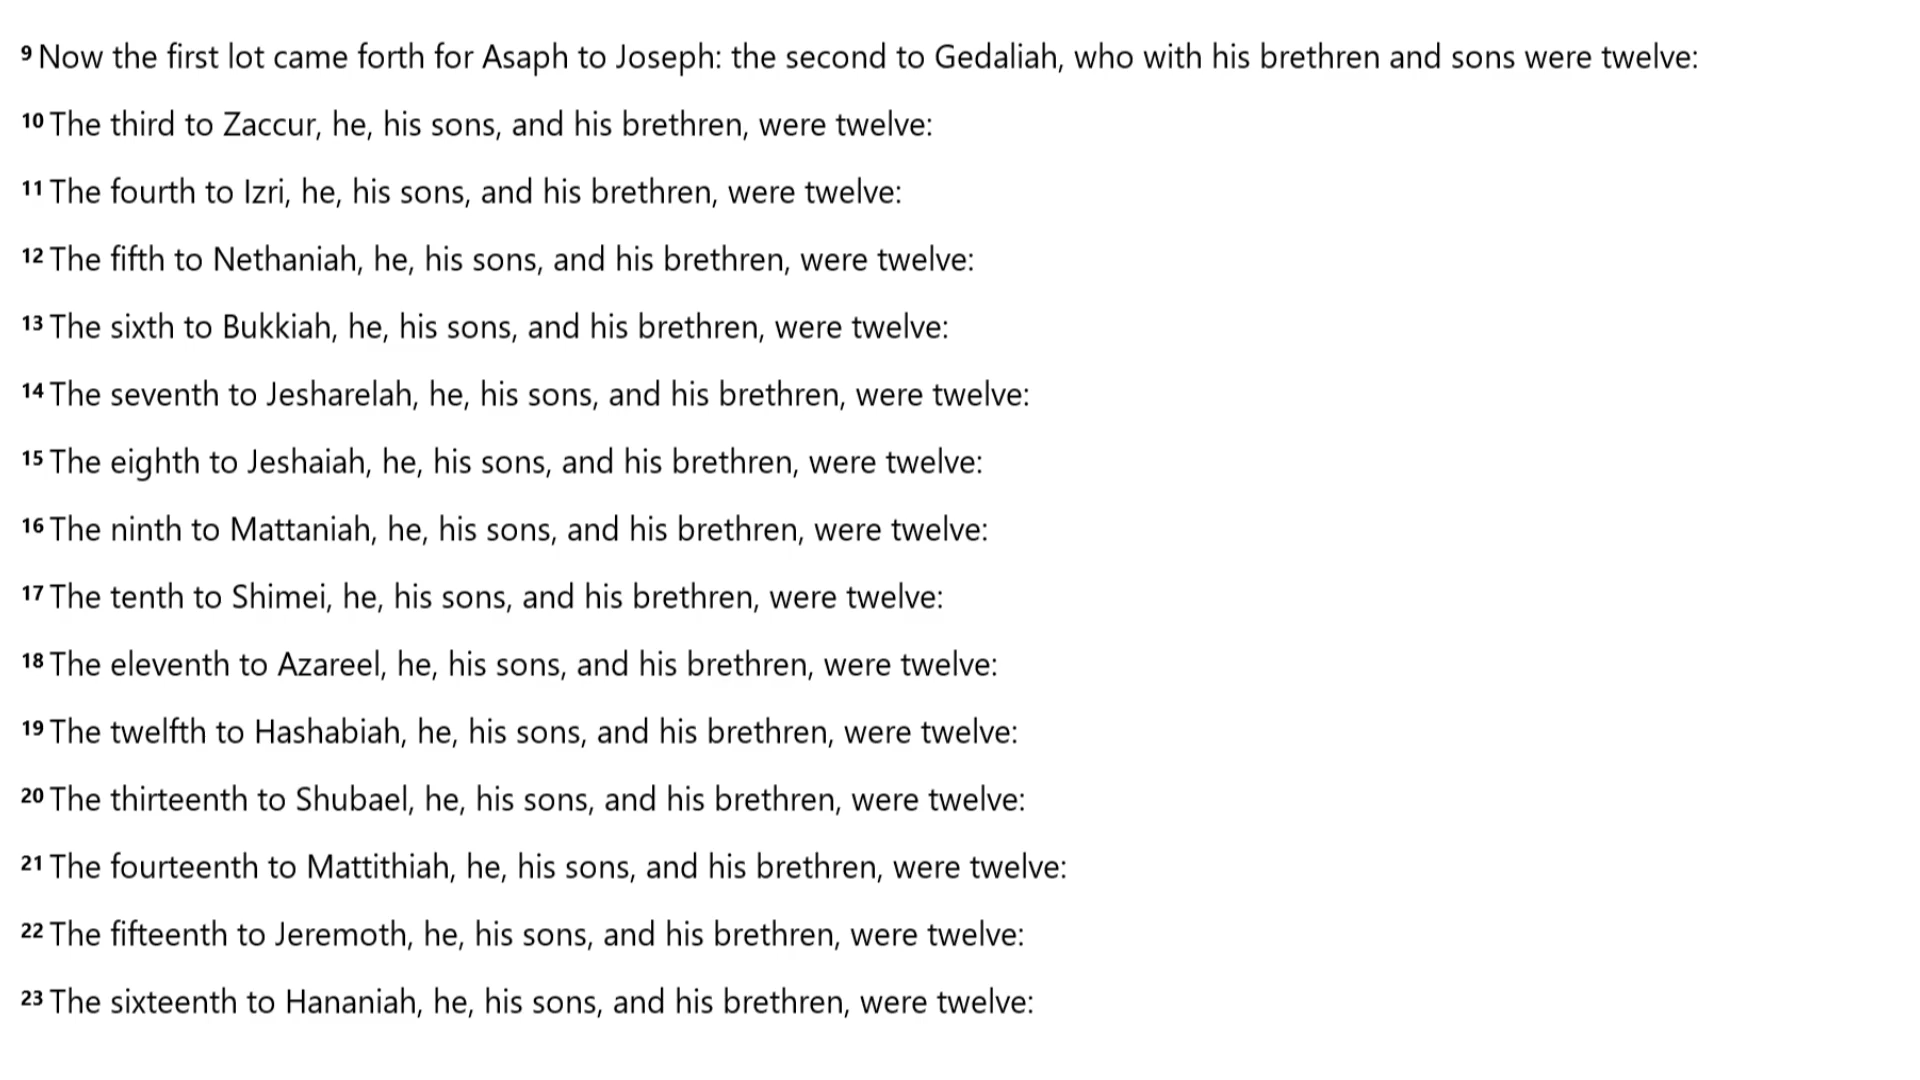 9 Now the first lot came forth for Asaph to Joseph: the second to Gedaliah, who with his brethren and sons were twelve:
10 The third to Zaccur, he, his sons, and his brethren, were twelve:
11 The fourth to Izri, he, his sons, and his brethren, were twelve:
12 The fifth to Nethaniah, he, his sons, and his brethren, were twelve:
13 The sixth to Bukkiah, he, his sons, and his brethren, were twelve:
14 The seventh to Jesharelah, he, his sons, and his brethren, were twelve:
15 The eighth to Jeshaiah, he, his sons, and his brethren, were twelve:
16 The ninth to Mattaniah, he, his sons, and his brethren, were twelve:
17 The tenth to Shimei, he, his sons, and his brethren, were twelve:
18 The eleventh to Azareel, he, his sons, and his brethren, were twelve:
19 The twelfth to Hashabiah, he, his sons, and his brethren, were twelve:
20 The thirteenth to Shubael, he, his sons, and his brethren, were twelve:
21 The fourteenth to Mattithiah, he, his sons, and his brethren, were twelve:
22 The fifteenth to Jeremoth, he, his sons, and his brethren, were twelve:
23 The sixteenth to Hananiah, he, his sons, and his brethren, were twelve: